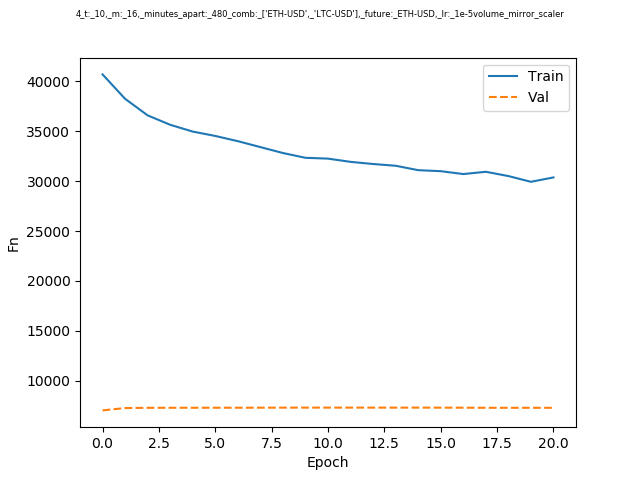 4_t:_10,_m:_16,_minutes_apart:_480_comb:_['ETH-USD',_'LTC-USD'],_future:_ETH-USD,_lr:_1e-5volume_mirror_scaler
Train
Val
40000
35000
30000
25000
20000
15000
10000
Fn
0.0 2.5 5.0 7.5 10.0 12.5 15.0 17.5 20.0
Epoch